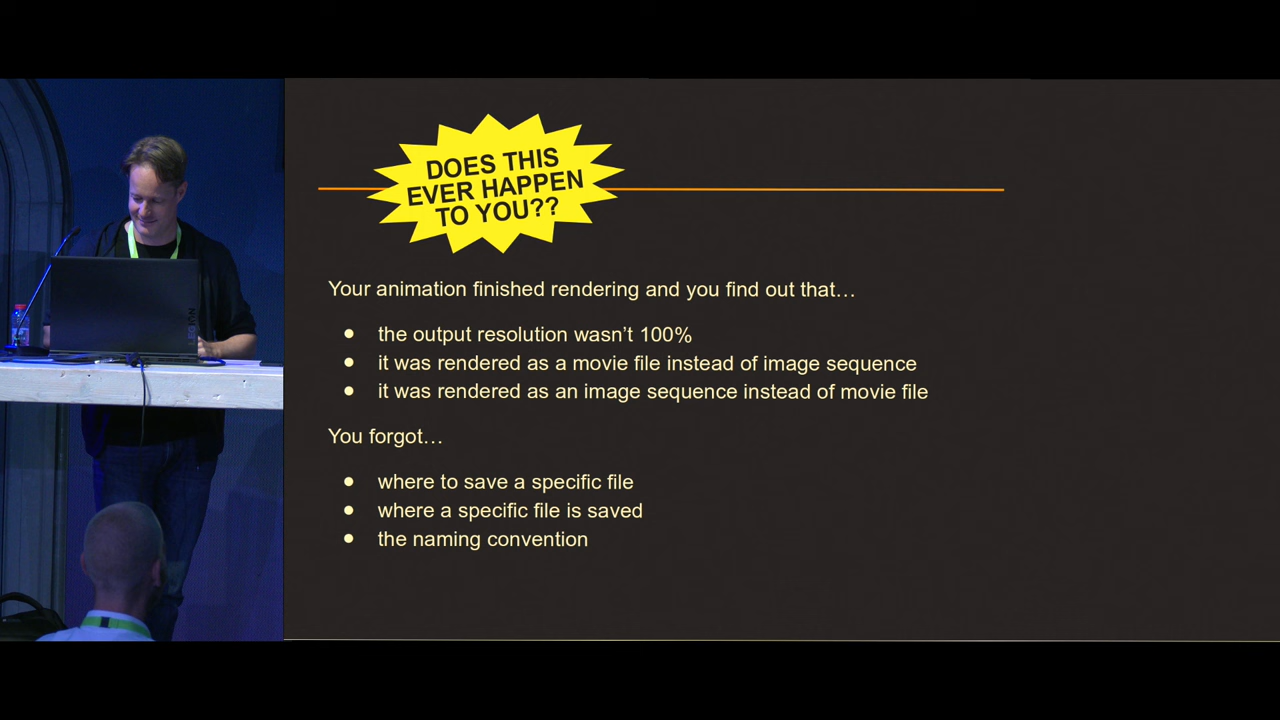 DOES THIS
EVER HAPPEN
TO YOU??
Your animation finished rendering and you find out that…
● the output resolution wasn’t 100%
● it was rendered as a movie file instead of image sequence
● it was rendered as an image sequence instead of movie file
You forgot…
● where to save a specific file
● where a specific file is saved
● the naming convention